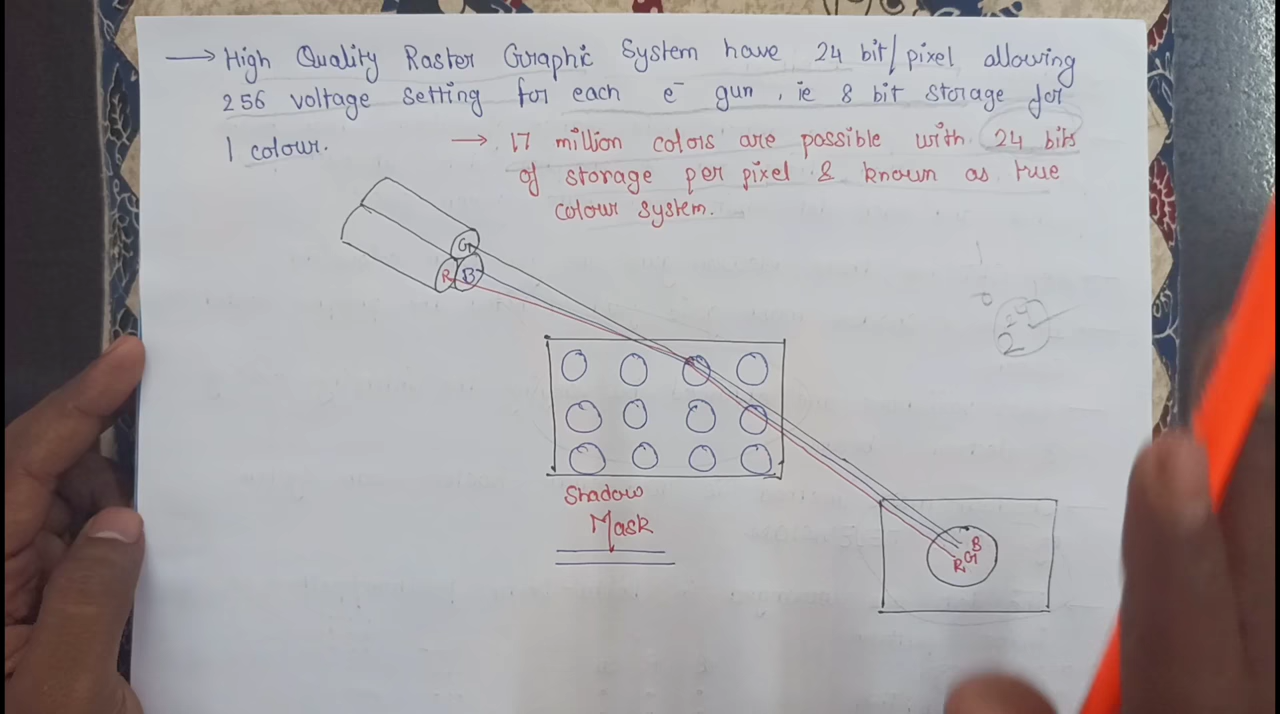 → High Quality Raster Graphic System have 24 bit/pixel allowing
256 voltage setting for each e⁻ gun, ie 8 bit storage for
1 colour.
→ 17 million colors are possible with 24 bits
of storage per pixel & known as true
colour system.
G
R B
Shadow
Mask
B
R G